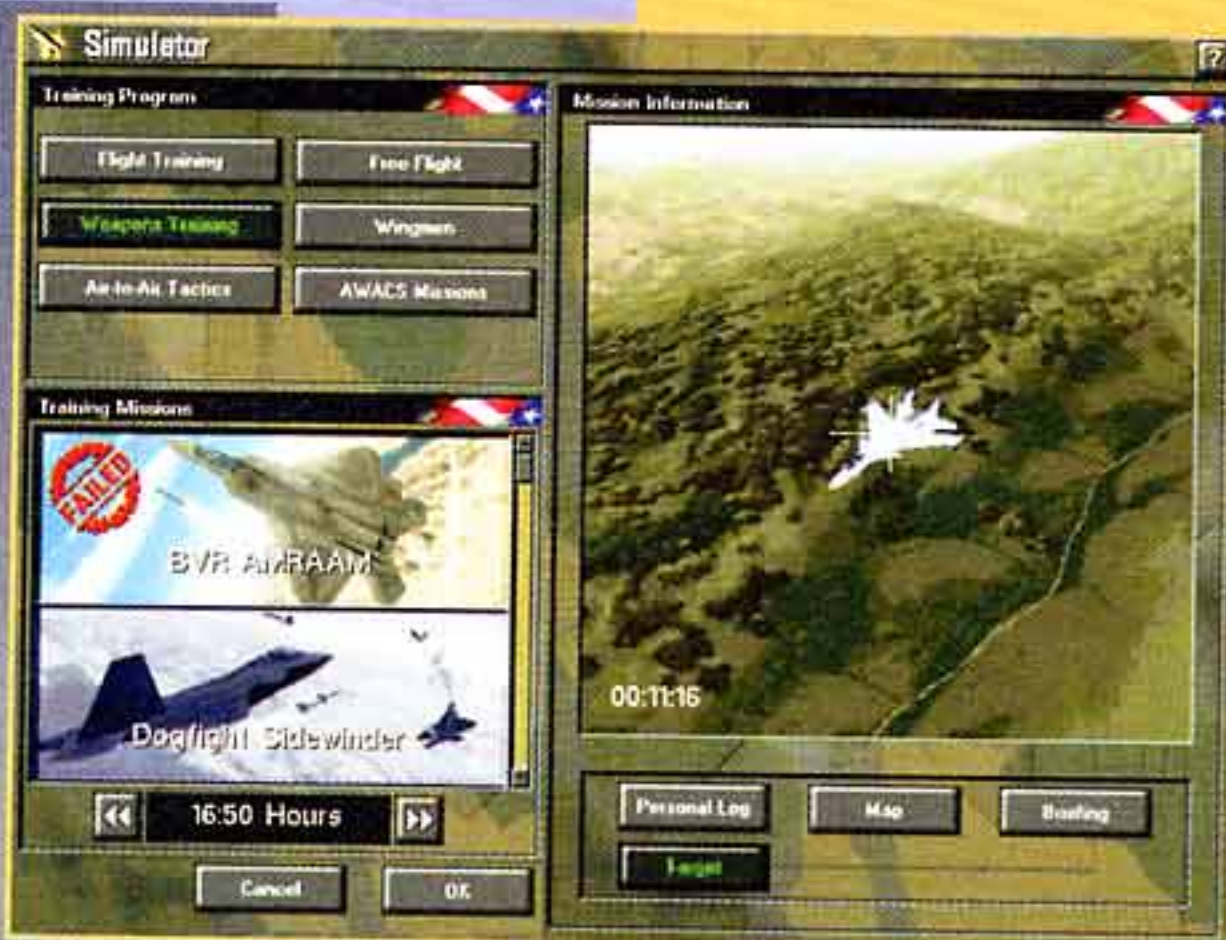 Simulator
?
Training Program
Flight Training
Free Flight
Weapons Training
Wingmen
Air-to-Air Tactics
AWACS Missions
Training Missions
FAILED
BVR AMRAAM
Dogfight Sidewinder
16:50 Hours
Cancel
OK
Mission Information
00:11:16
Personal Log
Map
Briefing
Target